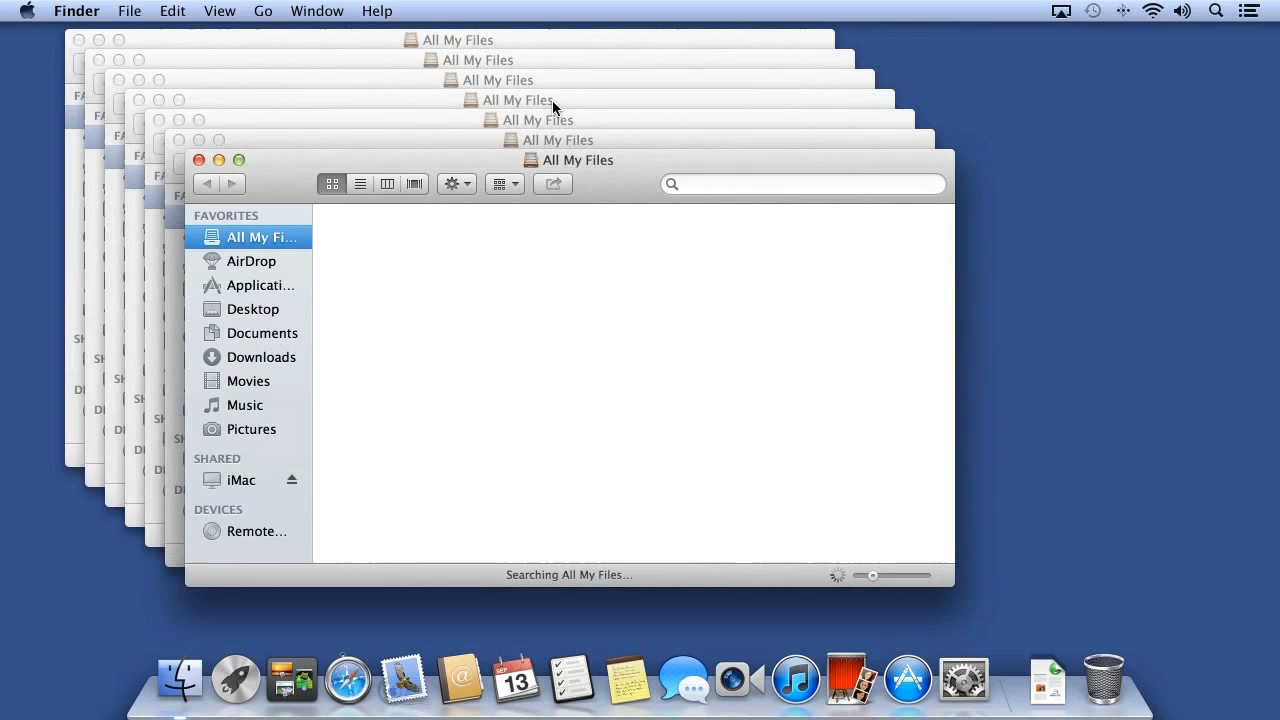 Finder File Edit View Go Window Help
All My Files
All My Files
All My Files
All My Files
All My Files
All My Files
All My Files
FAVORITES
All My Fi...
AirDrop
Applicati...
Desktop
Documents
Downloads
Movies
Music
Pictures
SHARED
iMac
DEVICES
Remote...
Searching All My Files...
SEP
13